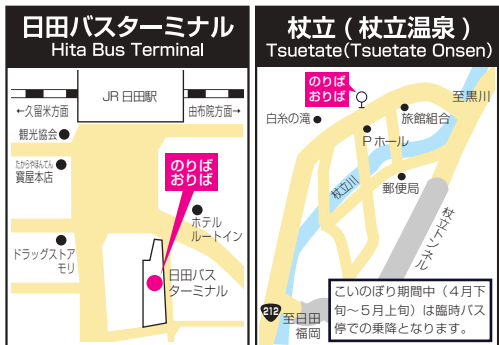 日田バスターミナル
Hita Bus Terminal
JR 日田駅
←久留米方面
由布院方面→
観光協会
たからやほんてん
寳屋本店
のりば
おりば
ホテル
ルートイン
ドラッグストア
モリ
日田バス
ターミナル
杖立(杖立温泉)
Tsuetate(Tsuetate Onsen)
のりば
おりば
至黒川
白糸の滝
旅館組合
Pホール
杖立川
郵便局
杖立トンネル
212
至日田
福岡
こいのぼり期間中（４月下
旬～５月上旬）は臨時バス
停での乗降となります。